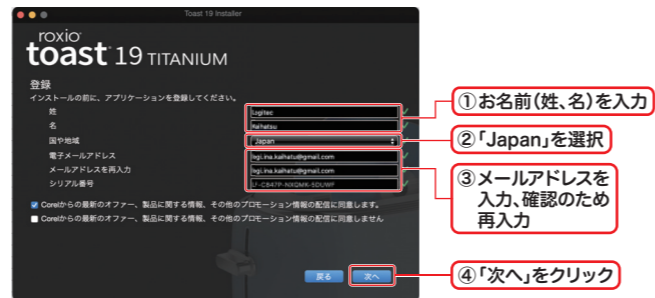 Toast 19 Installer
roxio
toast 19 TITANIUM
登録
インストールの前に、アプリケーションを登録してください。
姓
Logitec
名
Kaihatsu
国や地域
Japan
電子メールアドレス
logi.ina.kaihatu@gmail.com
メールアドレスを再入力
logi.ina.kaihatu@gmail.com
シリアル番号
Corelからの最新のオファー、製品に関する情報、その他のプロモーション情報の配信に同意します。
Corelからの最新のオファー、製品に関する情報、その他のプロモーション情報の配信に同意しません
戻る
次へ
①お名前(姓、名)を入力
②「Japan」を選択
③メールアドレスを
入力、確認のため
再入力
④「次へ」をクリック